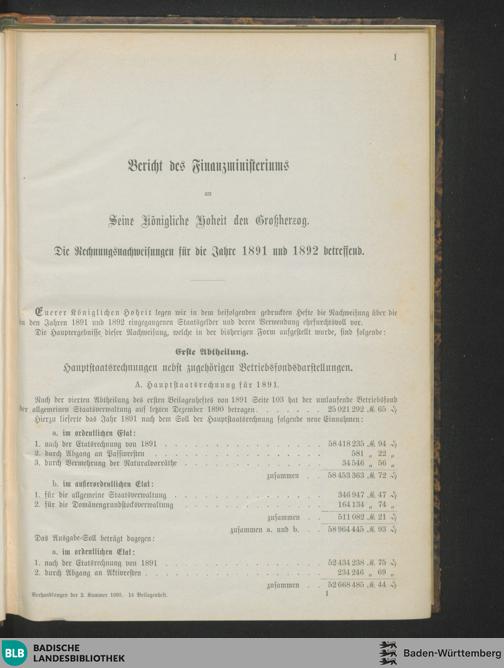 1
Bericht des Finanzministeriums
an
Seine Königliche Hoheit den Großherzog.
Die Rechnungsnachweisungen für die Jahre 1891 und 1892 betreffend.
Euerer Königlichen Hoheit legen wir in dem beifolgenden gedruckten Hefte die Nachweisung über die
in den Jahren 1891 und 1892 eingegangenen Staatsgelder und deren Verwendung ehrfurchtsvoll vor.
Die Hauptergebnisse dieser Nachweisung, welche in der bisherigen Form aufgestellt wurde, sind folgende:
Erste Abtheilung.
Hauptstaatsrechnungen nebst zugehörigen Betriebsfondsdarstellungen.
A. Hauptstaatsrechnung für 1891.
Nach der vierten Abtheilung des ersten Beilagenheftes von 1891 Seite 103 hat der umlaufende Betriebsfond
der allgemeinen Staatsverwaltung auf letzten Dezember 1890 betragen . . . . . . 25 021 292 ℳ 65 ₰
Hierzu lieferte das Jahr 1891 nach dem Soll der Hauptstaatsrechnung folgende neue Einnahmen:
a. im ordentlichen Etat:
1. nach der Etatsrechnung von 1891 . . . . . . 58 418 235 ℳ 94 ₰
2. durch Abgang an Passivresten . . . . . . 581 „ 22 „
3. durch Vermehrung der Naturalvorräthe . . . . . . 34 546 „ 56 „
zusammen . . 58 453 363 ℳ 72 ₰
b. im außerordentlichen Etat:
1. für die allgemeine Staatsverwaltung . . . . . . 346 947 ℳ 47 ₰
2. für die Domänengrundstocksverwaltung . . . . . . 164 134 „ 74 „
zusammen . . 511 082 ℳ 21 ₰
zusammen a. und b. . . 58 964 445 ℳ 93 ₰
Das Ausgabe-Soll beträgt dagegen:
a. im ordentlichen Etat:
1. nach der Etatsrechnung von 1891 . . . . . . 52 434 238 ℳ 75 ₰
2. durch Abgang an Aktivresten . . . . . . 234 246 „ 69 „
zusammen . . 52 668 485 ℳ 44 ₰
Verhandlungen der 2. Kammer 1893. 14 Beilagenheft. 1
BLB BADISCHE
LANDESBIBLIOTHEK
Baden-Württemberg